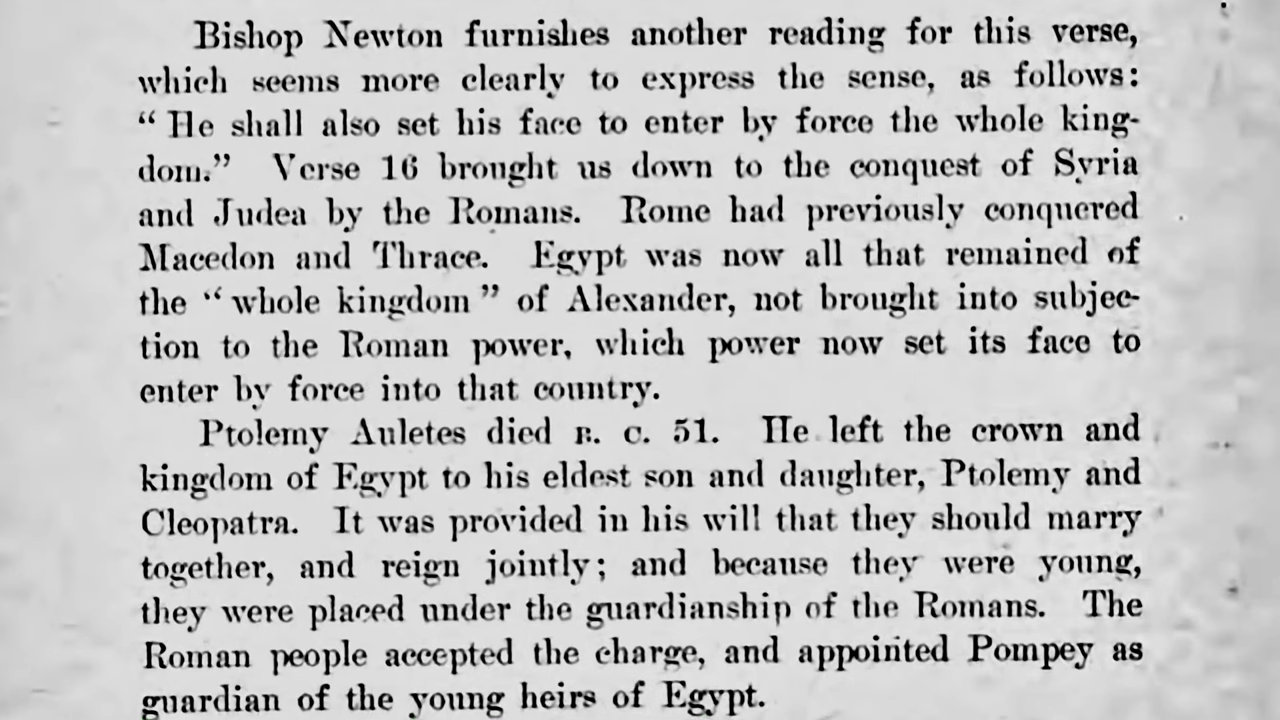 Bishop Newton furnishes another reading for this verse,
which seems more clearly to express the sense, as follows:
“ He shall also set his face to enter by force the whole king-
dom.” Verse 16 brought us down to the conquest of Syria
and Judea by the Romans. Rome had previously conquered
Macedon and Thrace. Egypt was now all that remained of
the “ whole kingdom ” of Alexander, not brought into subjec-
tion to the Roman power, which power now set its face to
enter by force into that country.
Ptolemy Auletes died B. C. 51. He left the crown and
kingdom of Egypt to his eldest son and daughter, Ptolemy and
Cleopatra. It was provided in his will that they should marry
together, and reign jointly; and because they were young,
they were placed under the guardianship of the Romans. The
Roman people accepted the charge, and appointed Pompey as
guardian of the young heirs of Egypt.